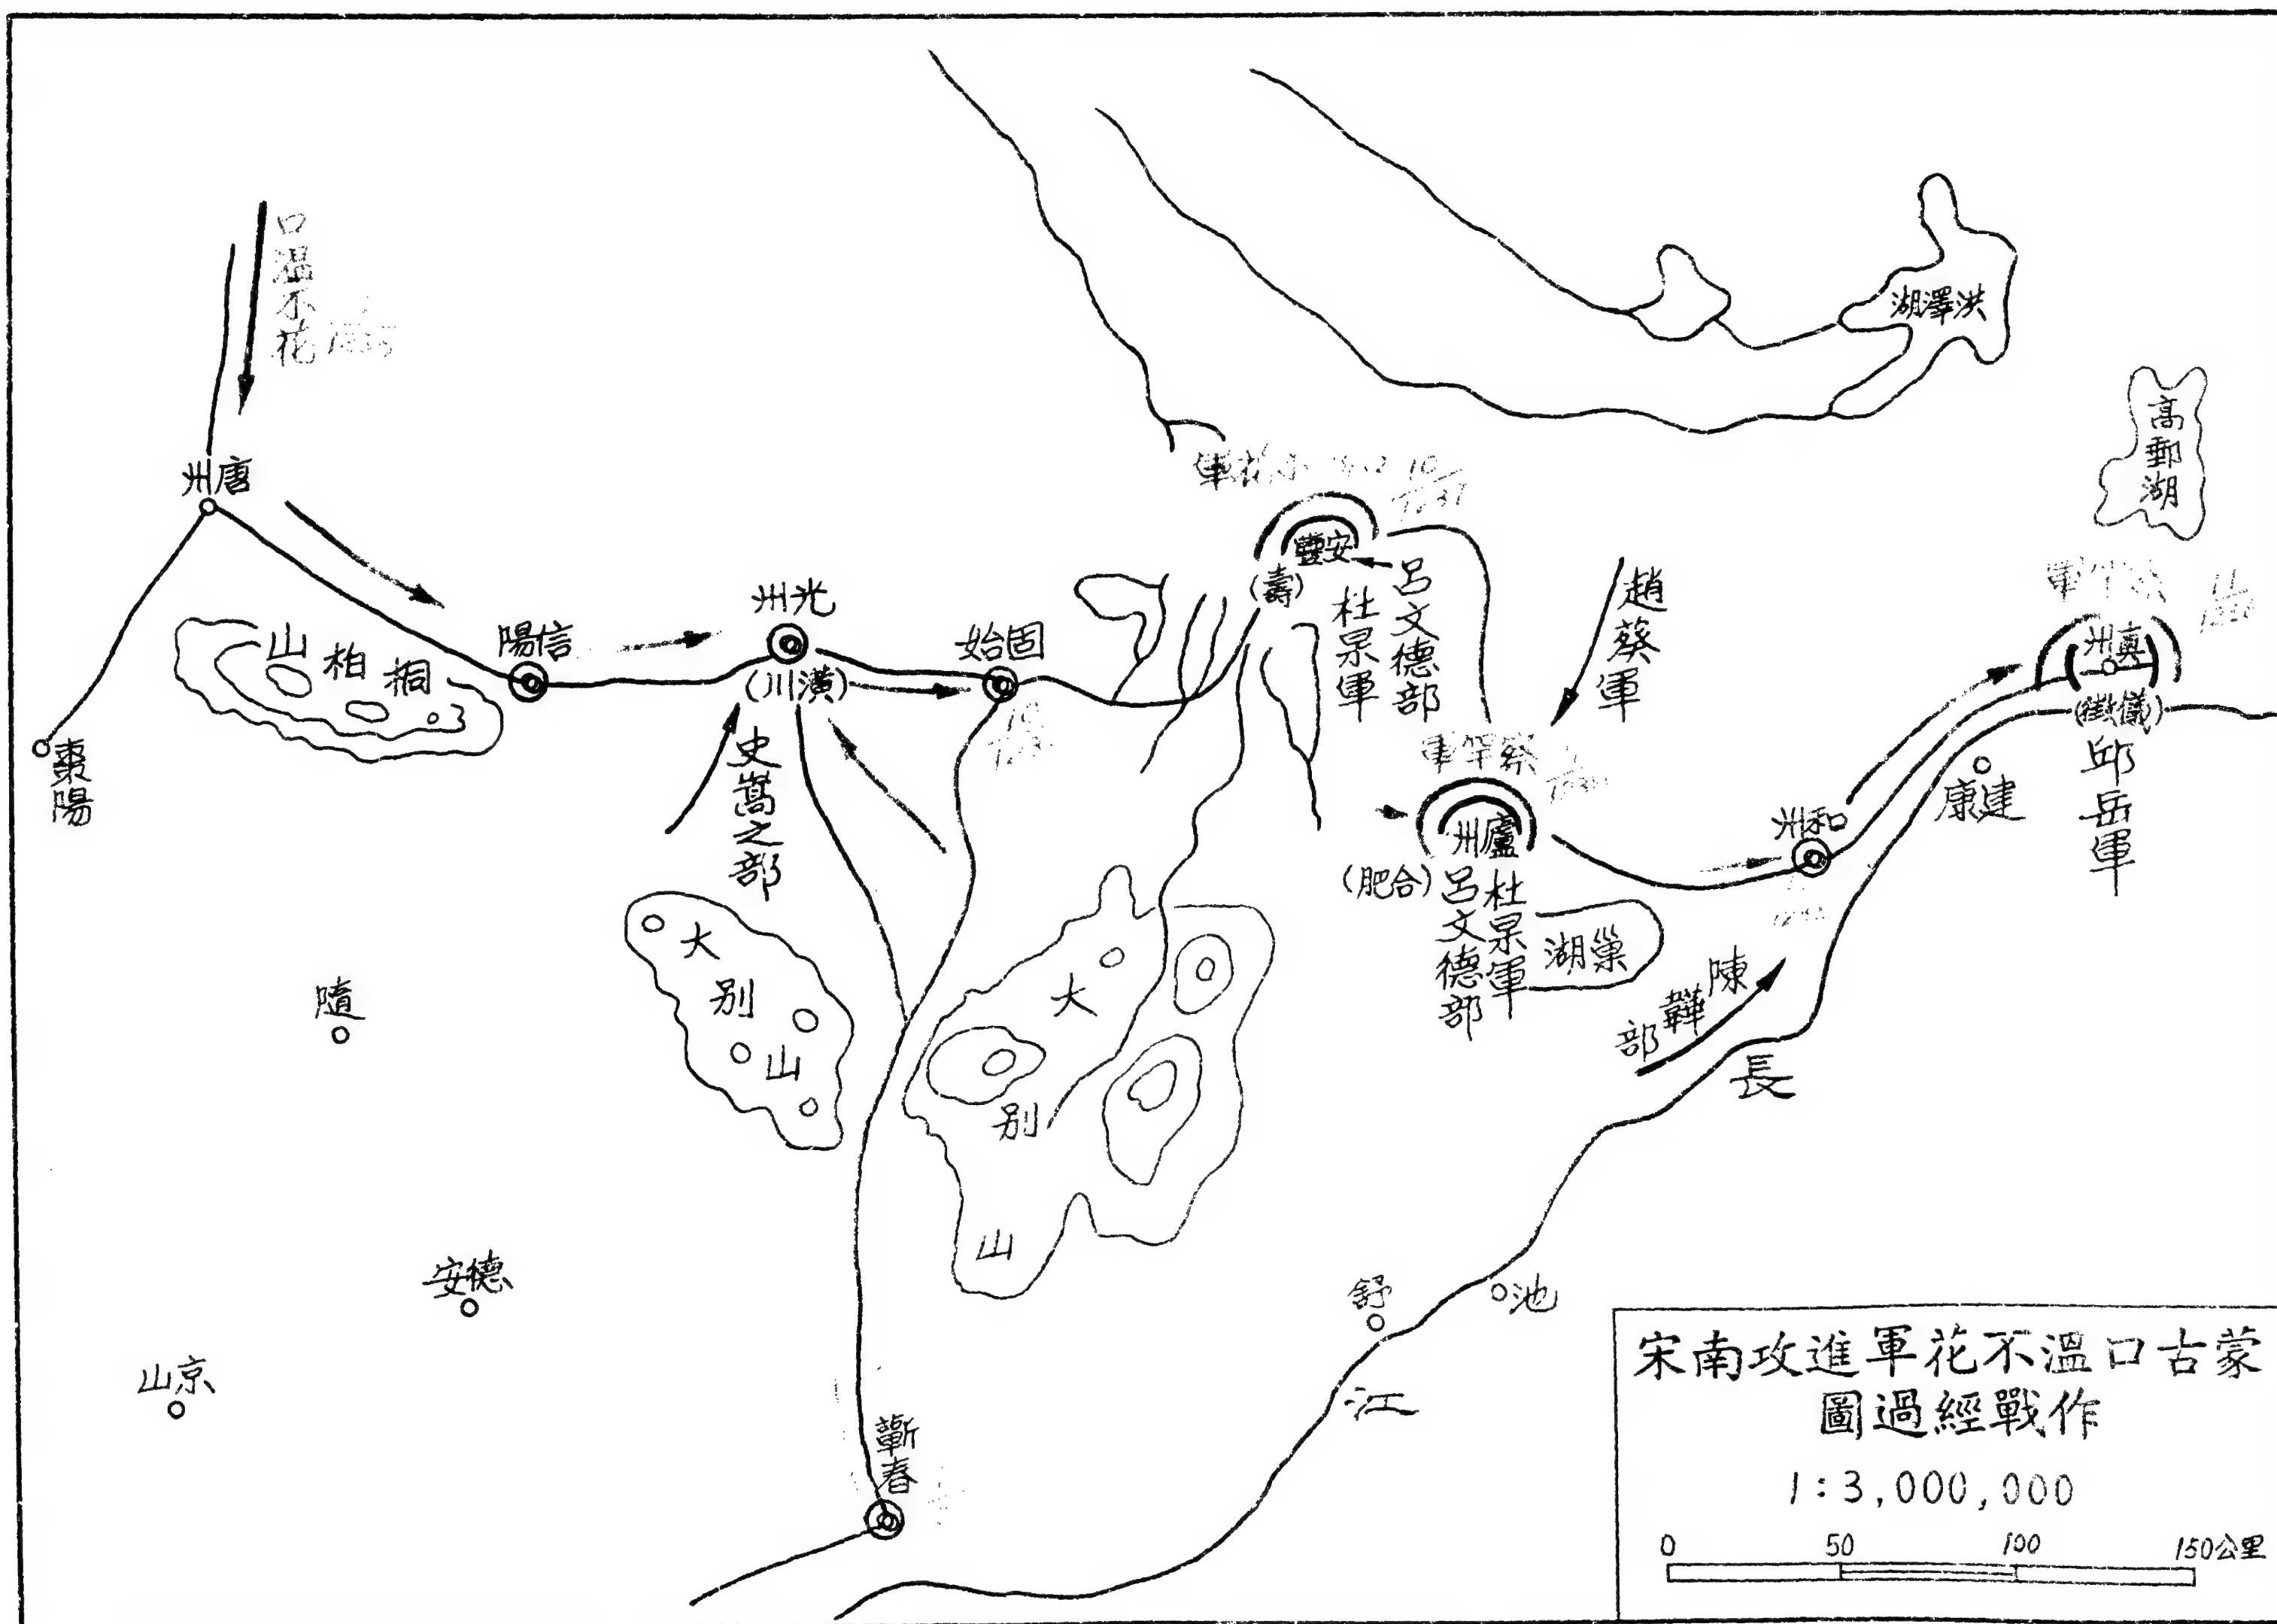 蒙古口溫不花軍進攻南宋
作戰經過圖
1:3,000,000
0 50 100 150公里
口溫不花
唐州
棗陽
桐柏山
信陽
光州
(潢川)
史嵩之部
固始
安豐
(壽)
呂文德部
杜杲軍
趙葵軍
察罕軍
廬州
(合肥)
杜杲軍
呂文德部
巢湖
和州
陳韡部
建康
真州
(儀徵)
邱岳軍
洪澤湖
高郵湖
大別山
大別山
隨
德安
京山
蘄春
舒
池
長江